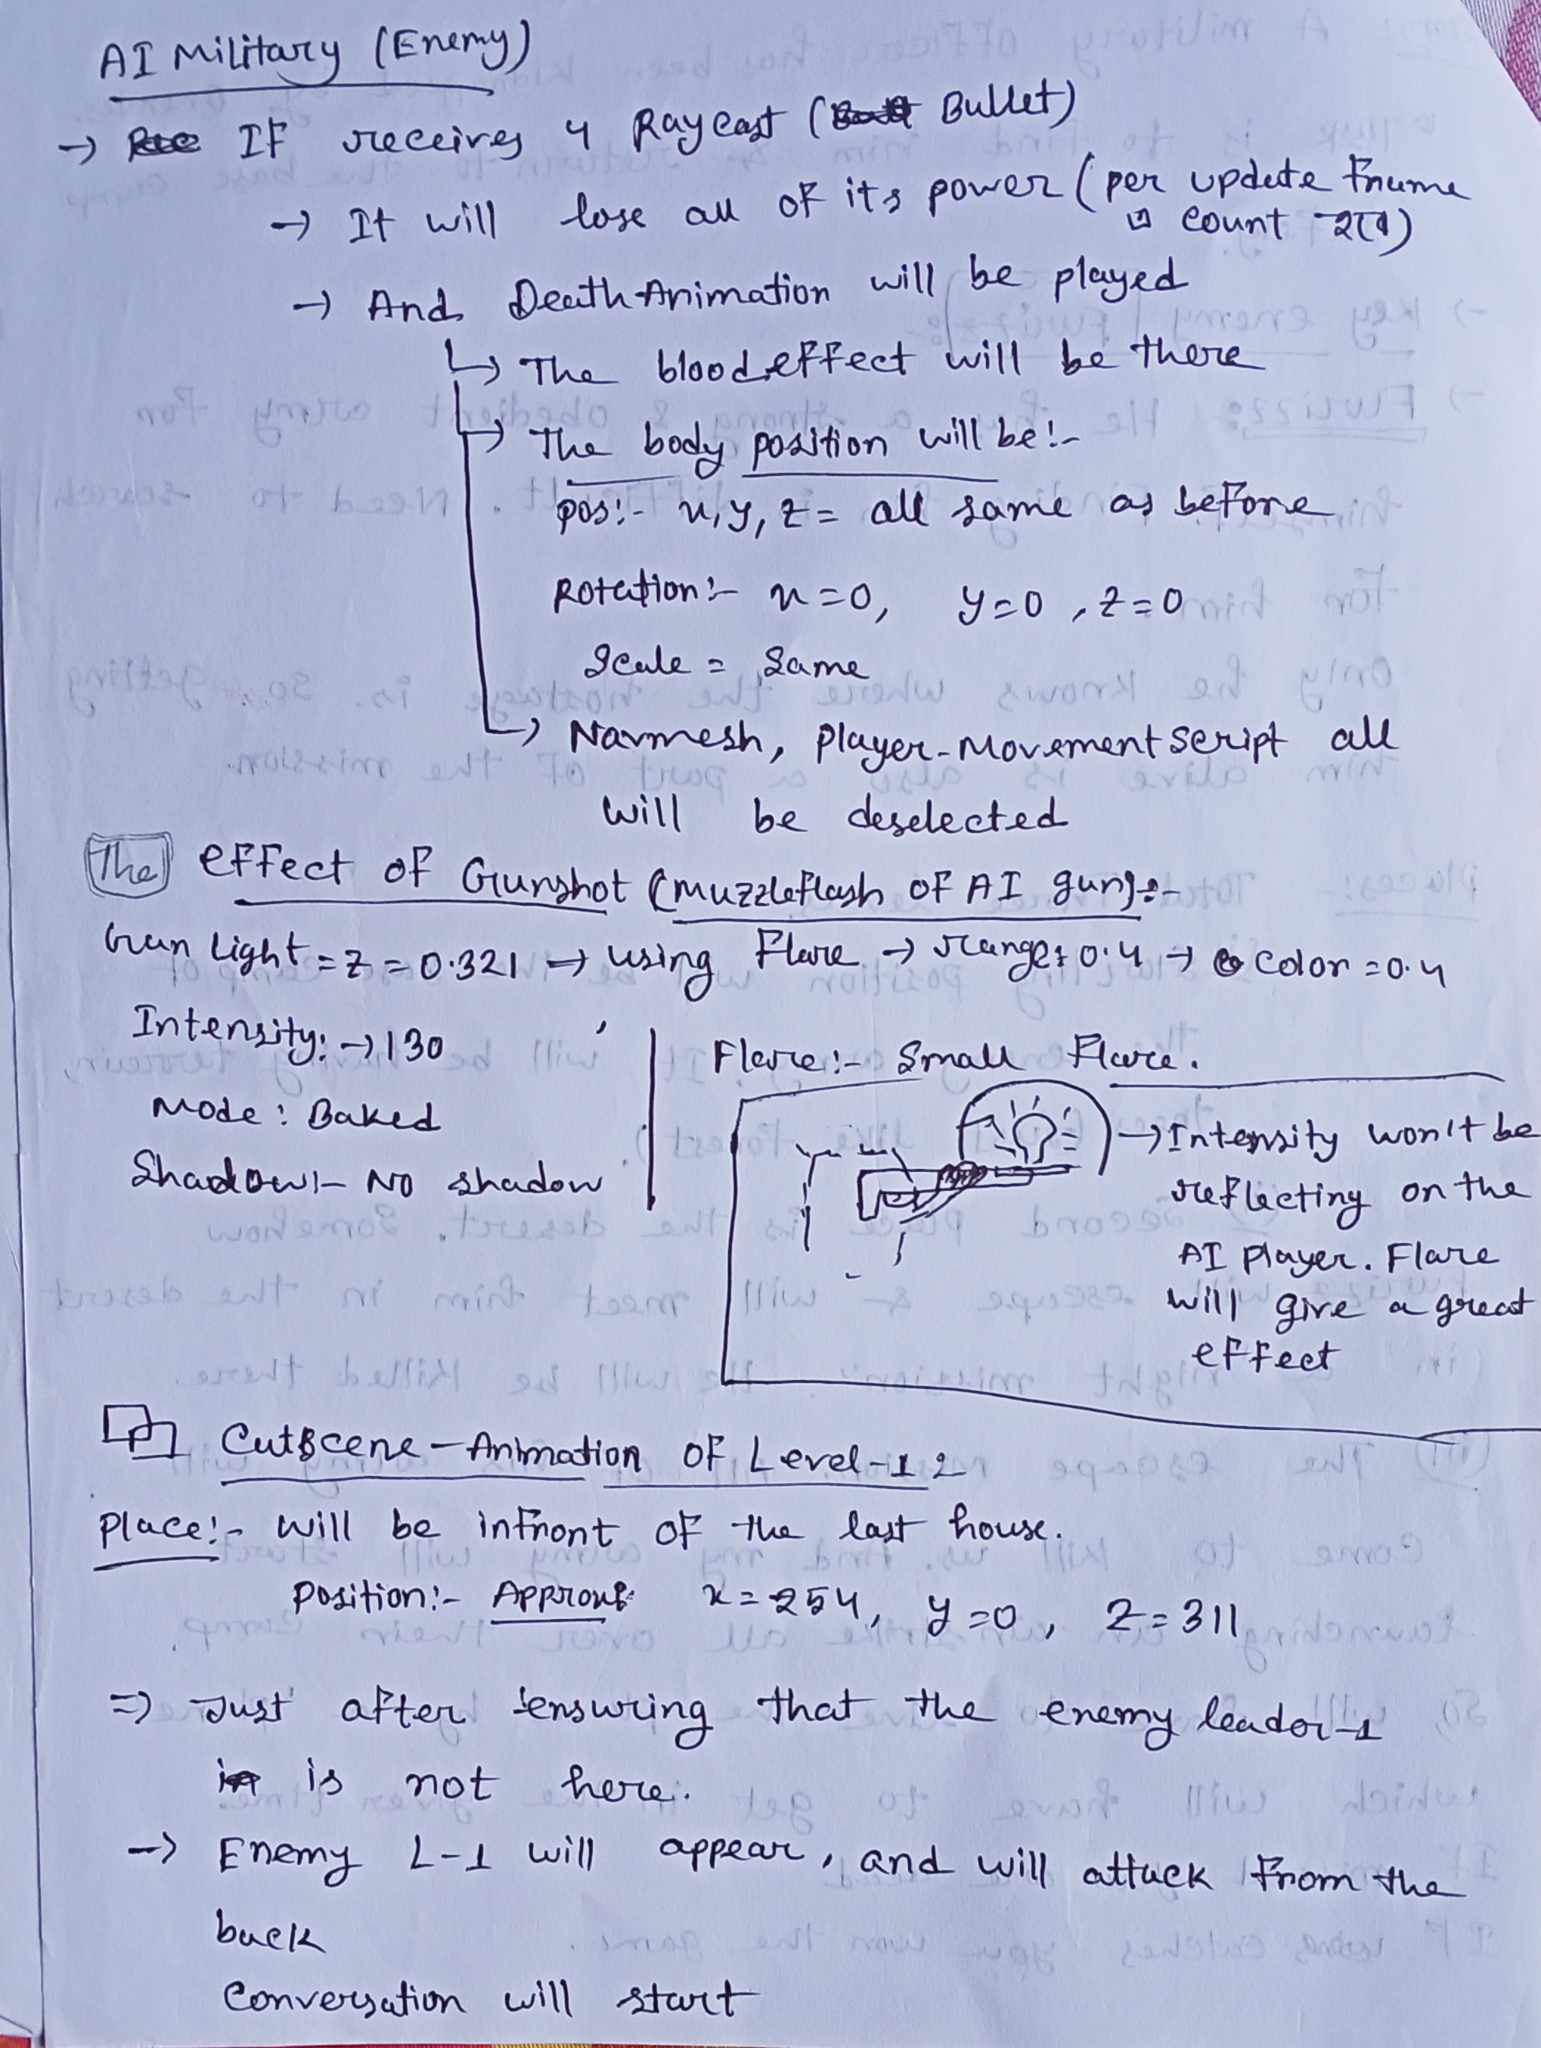 AI Military (Enemy)
→ IF receives 4 Raycast ( Bullet)
→ It will lose all of its power (per update Frame
count
→ And Death Animation will be played
↳ The blood effect will be there
→ The body position will be:-
pos:- x, y, z = all same as before
Rotation:- x=0, y=0, z=0
Scale = Same
↳ Navmesh, player-Movement Script all
will be deselected
The effect of Gunshot (muzzleflash of AI gun):-
Gun Light = z = 0.321 → using Flare → range: 0.4 → color = 0.4
Intensity: → 130
Mode: Baked
Shadow:- No shadow
Flare:- Small Flare.
→ Intensity won't be
reflecting on the
AI Player. Flare
will give a great
effect
Cutscene-Animation of Level-1 2
Place:- Will be infront of the last house.
Position:- Approx: x = 254, y = 0, z = 311
⇒ Just after ensuring that the enemy leader-1
is not here.
→ Enemy L-1 will appear, and will attack from the
back
Conversation will start